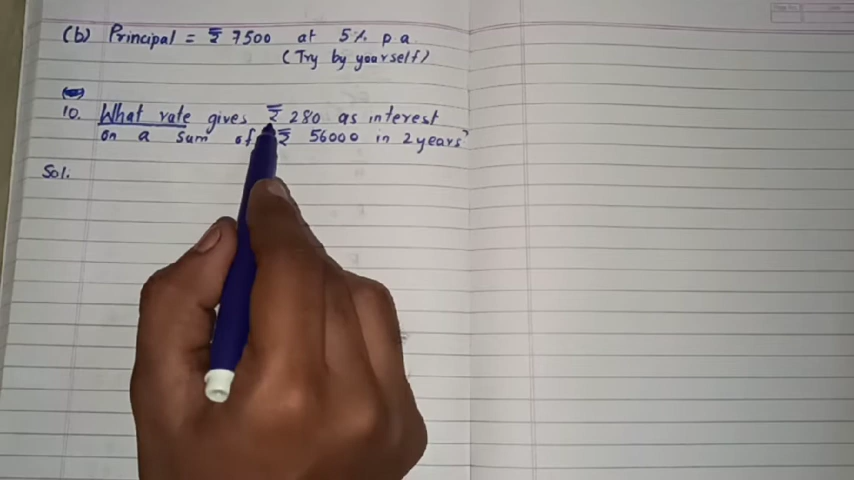 (b) Principal = ₹ 7500 at 5% p a
(Try by yourself)
10. What rate gives ₹ 280 as interest
on a sum of ₹ 56000 in 2 years?
Sol.